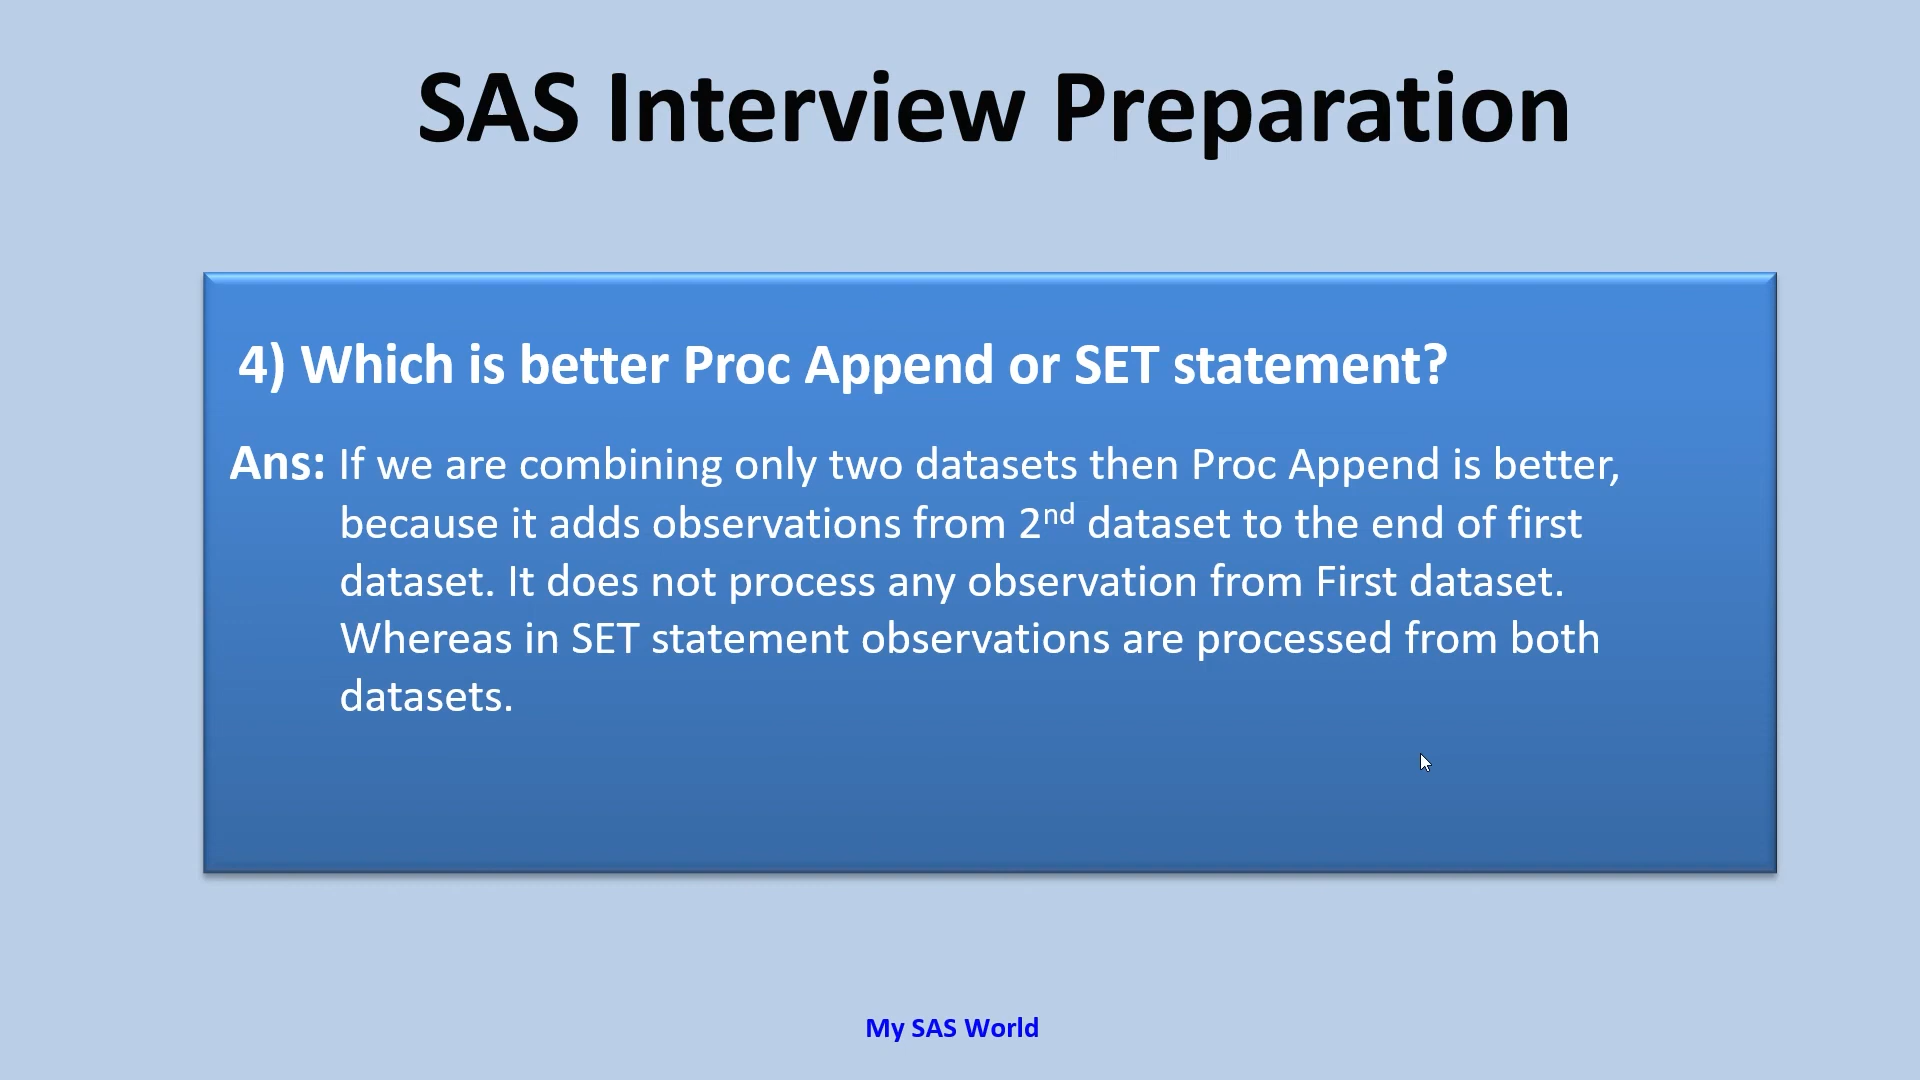 SAS Interview Preparation
4) Which is better Proc Append or SET statement?
Ans: If we are combining only two datasets then Proc Append is better,
because it adds observations from 2nd dataset to the end of first
dataset. It does not process any observation from First dataset.
Whereas in SET statement observations are processed from both
datasets.
My SAS World